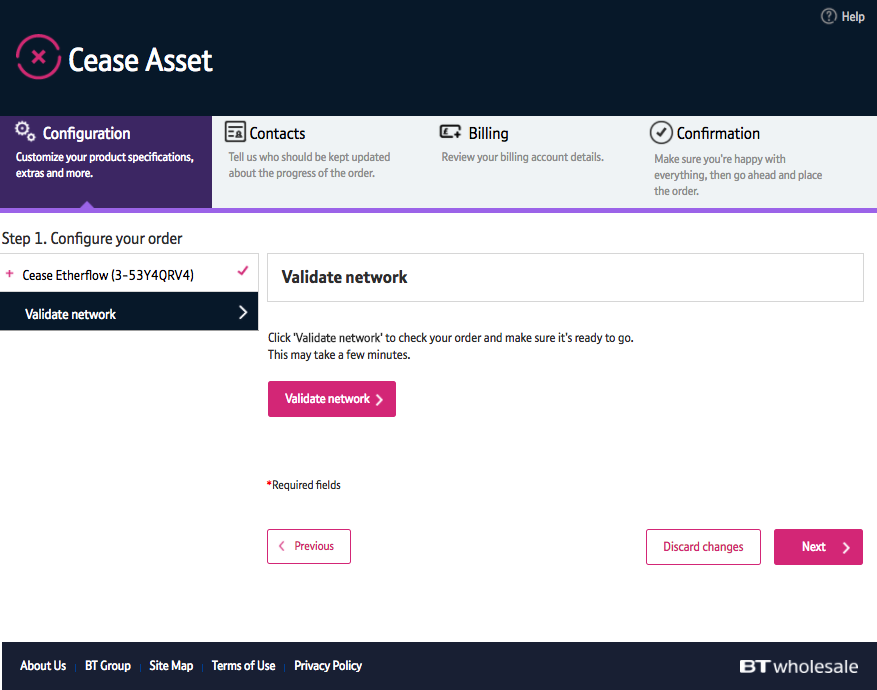 Help
Cease Asset
Configuration
Customize your product specifications,
extras and more.
Contacts
Tell us who should be kept updated
about the progress of the order.
Billing
Review your billing account details.
Confirmation
Make sure you're happy with
everything, then go ahead and place
the order.
Step 1. Configure your order
Cease Etherflow (3-53Y4QRV4)
Validate network
Validate network
Click 'Validate network' to check your order and make sure it's ready to go.
This may take a few minutes.
Validate network
*Required fields
Previous
Discard changes
Next
About Us
BT Group
Site Map
Terms of Use
Privacy Policy
BT wholesale